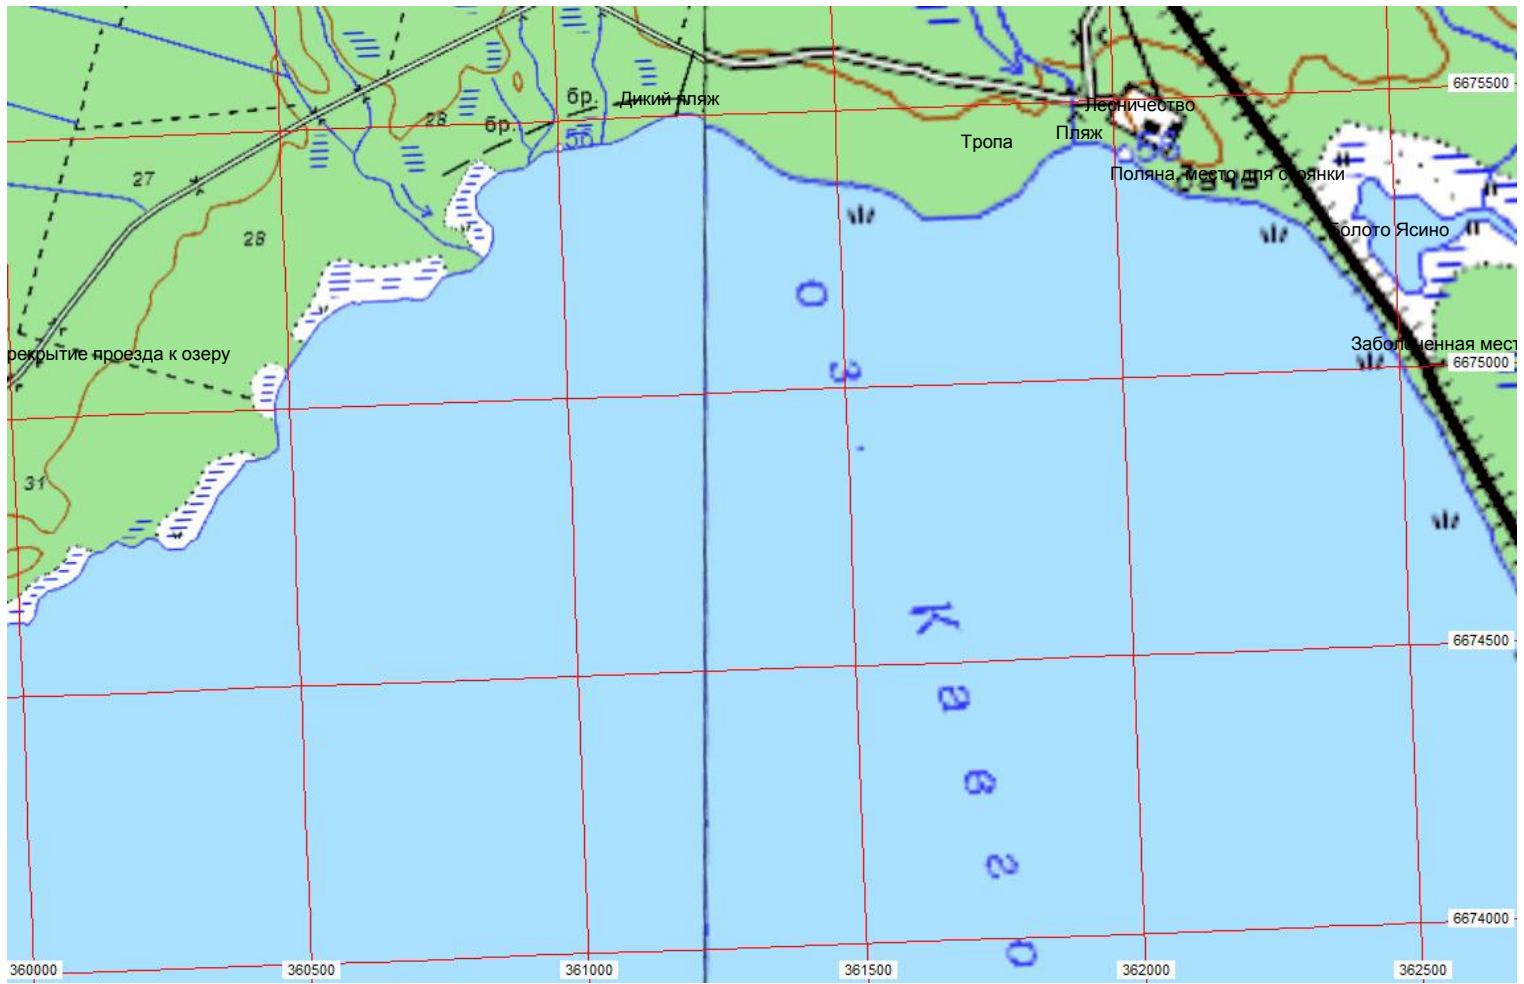 6675500
бр.
Дикий пляж
Лесничество
28
бр.
56
Пляж
Тропа
Поляна, место для стоянки
27
28
Болото Ясино
О з.
рекрытие проезда к озеру
Заболоченная мест
6675000
31
К а в г о
6674500
6674000
360000
360500
361000
361500
362000
362500